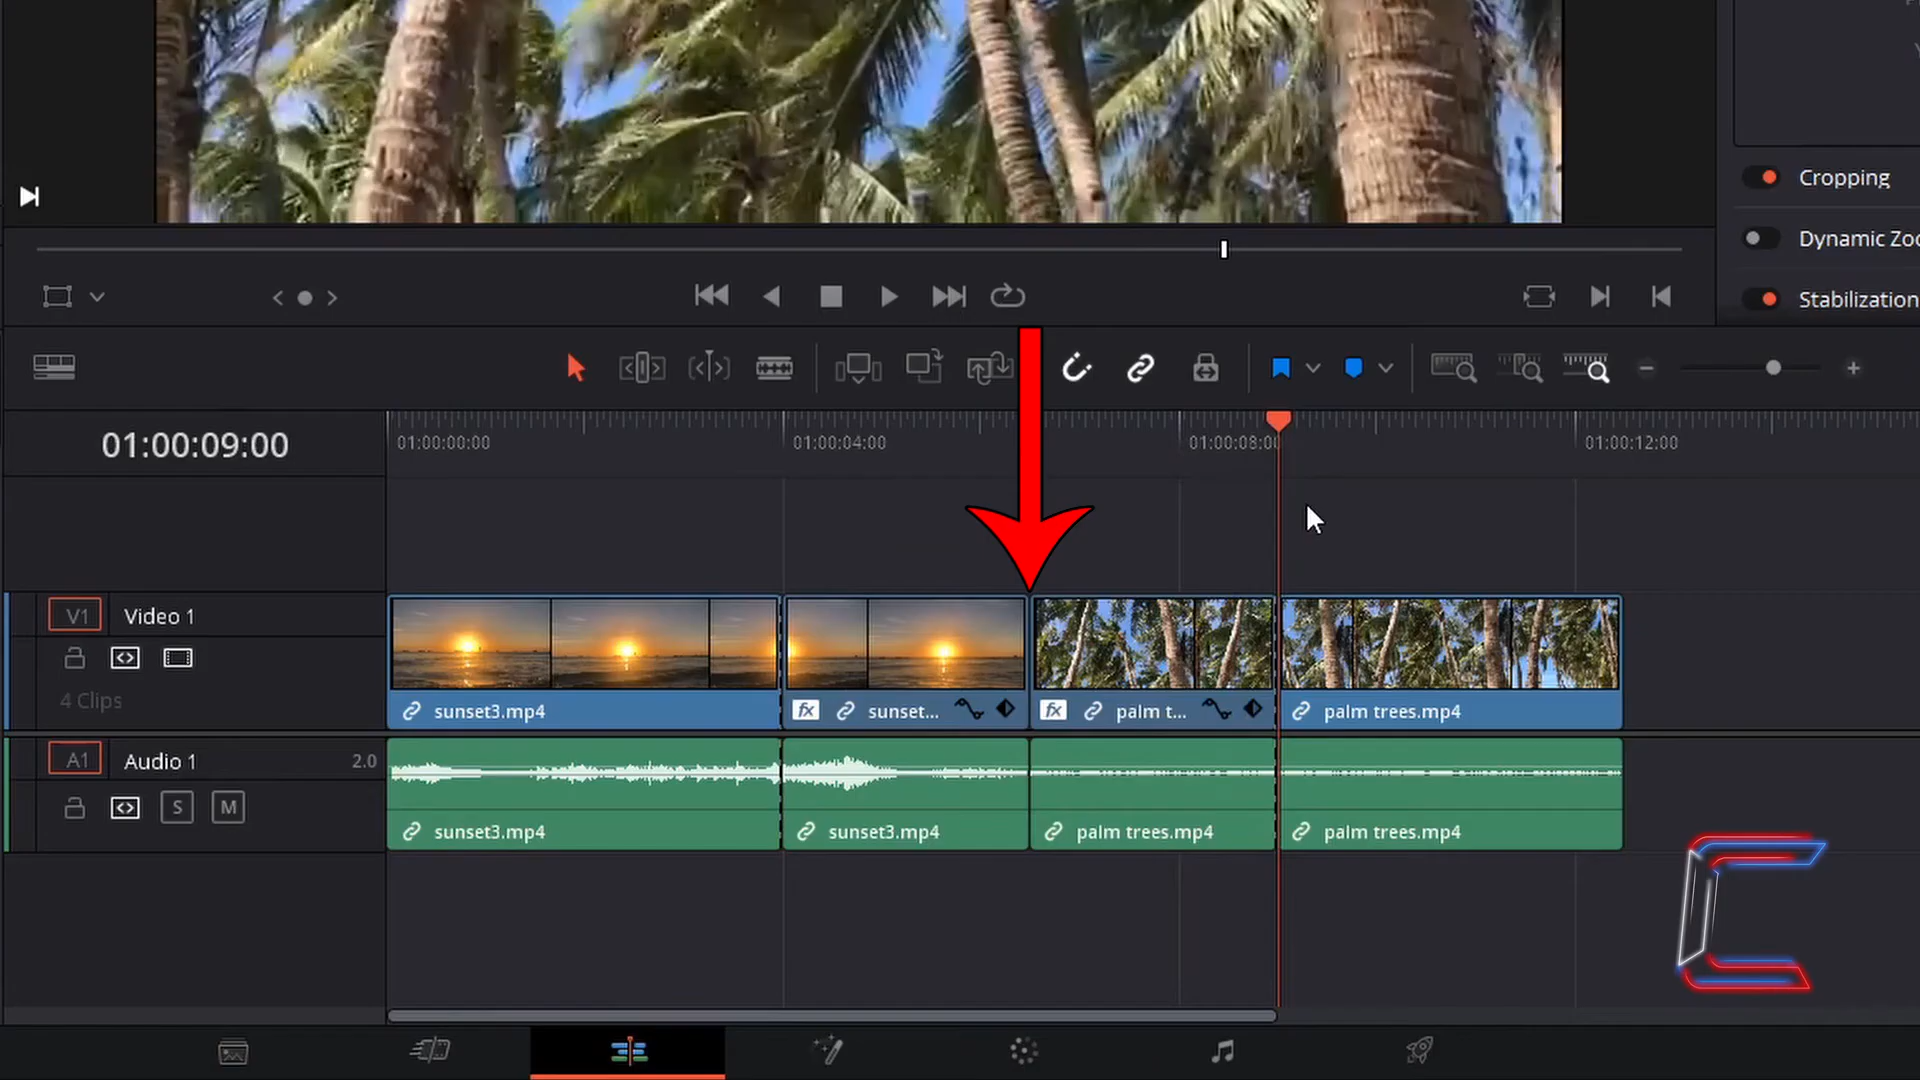 Cropping
Dynamic Zoo
Stabilization
01:00:09:00
01:00:00:00
01:00:04:00
01:00:08:00
01:00:12:00
V1
Video 1
4 Clips
sunset3.mp4
fx
sunset...
fx
palm t...
palm trees.mp4
A1
Audio 1
2.0
S
M
sunset3.mp4
sunset3.mp4
palm trees.mp4
palm trees.mp4